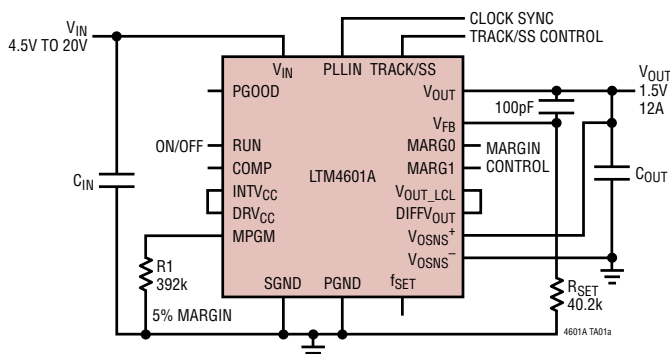 CLOCK SYNC
TRACK/SS CONTROL
VIN
4.5V TO 20V
VIN
PLLIN
TRACK/SS
PGOOD
RUN
COMP
INTVCC
DRVCC
MPGM
SGND
PGND
fSET
LTM4601A
VOUT
VFB
MARG0
MARG1
VOUT_LCL
DIFFVOUT
VOSNS+
VOSNS–
ON/OFF
CIN
R1
392k
5% MARGIN
100pF
MARGIN
CONTROL
VOUT
1.5V
12A
COUT
RSET
40.2k
4601A TA01a